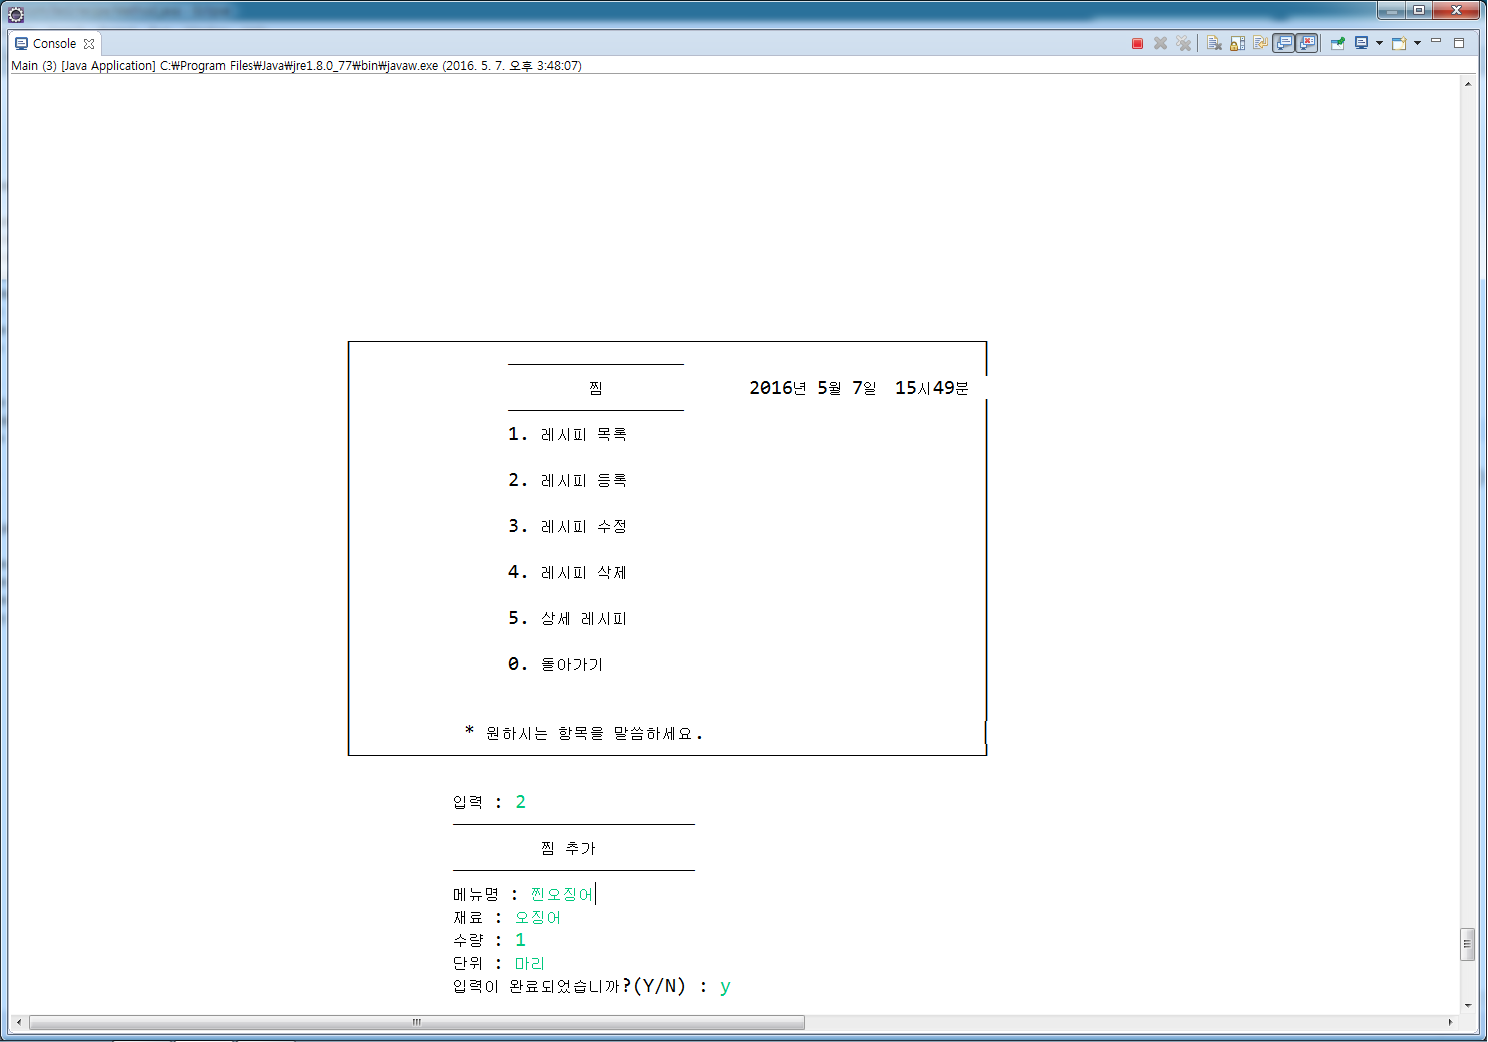 Console
Main (3) [Java Application] C:₩Program Files₩Java₩jre1.8.0_77₩bin₩javaw.exe (2016. 5. 7. 오후 3:48:07)
찜 2016년 5월 7일 15시49분
1. 레시피 목록
2. 레시피 등록
3. 레시피 수정
4. 레시피 삭제
5. 상세 레시피
0. 돌아가기
* 원하시는 항목을 말씀하세요.
입력 : 2
찜 추가
메뉴명 : 찐오징어
재료 : 오징어
수량 : 1
단위 : 마리
입력이 완료되었습니까?(Y/N) : y